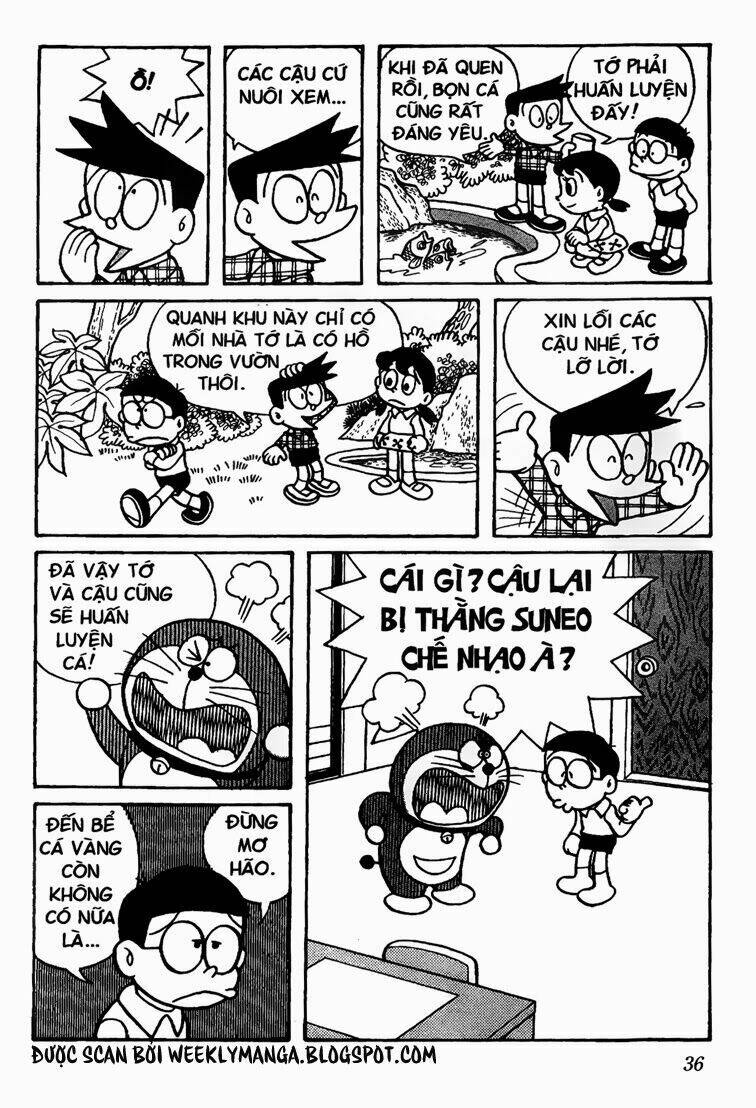 TỚ PHẢI
HUẤN LUYỆN
ĐẤY!
KHI ĐÃ QUEN
RỒI, BỌN CÁ
CŨNG RẤT
ĐÁNG YÊU.
CÁC CẬU CỨ
NUÔI XEM...
Ồ!
XIN LỖI CÁC
CẬU NHÉ, TỚ
LỠ LỜI.
QUANH KHU NÀY CHỈ CÓ
MỖI NHÀ TỚ LÀ CÓ HỒ
TRONG VƯỜN
THÔI.
CÁI GÌ? CẬU LẠI
BỊ THẰNG SUNEO
CHẾ NHẠO À?
ĐÃ VẬY TỚ
VÀ CẬU CŨNG
SẼ HUẤN
LUYỆN
CÁ!
ĐỪNG
MƠ
HÃO.
ĐẾN BỂ
CÁ VÀNG
CÒN
KHÔNG
CÓ NỮA
LÀ...
ĐƯỢC SCAN BỞI WEEKLYMANGA.BLOGSPOT.COM
36